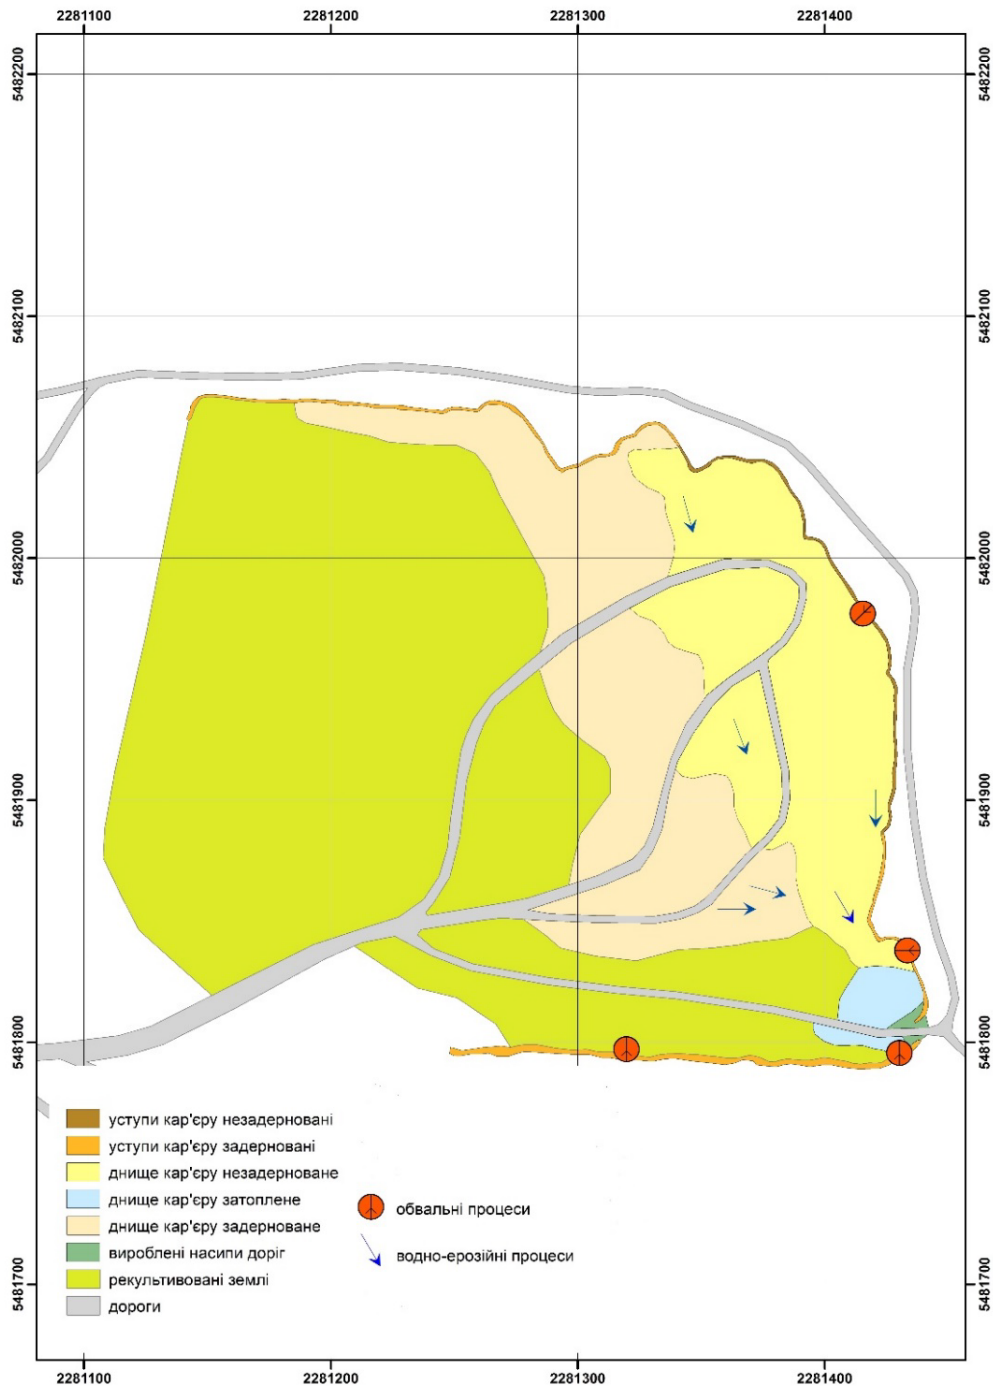 2281100 2281200 2281300 2281400
5482200 5482200
5482100 5482100
5482000 5482000
5481900 5481900
5481800 5481800
уступи кар'єру незадерновані
уступи кар'єру задерновані
днище кар'єру незадерноване
днище кар'єру затоплене
днище кар'єру задерноване
вироблені насипи доріг
рекультивовані землі
дороги
обвальні процеси
водно-ерозійні процеси
5481700 5481700
2281100 2281200 2281300 2281400